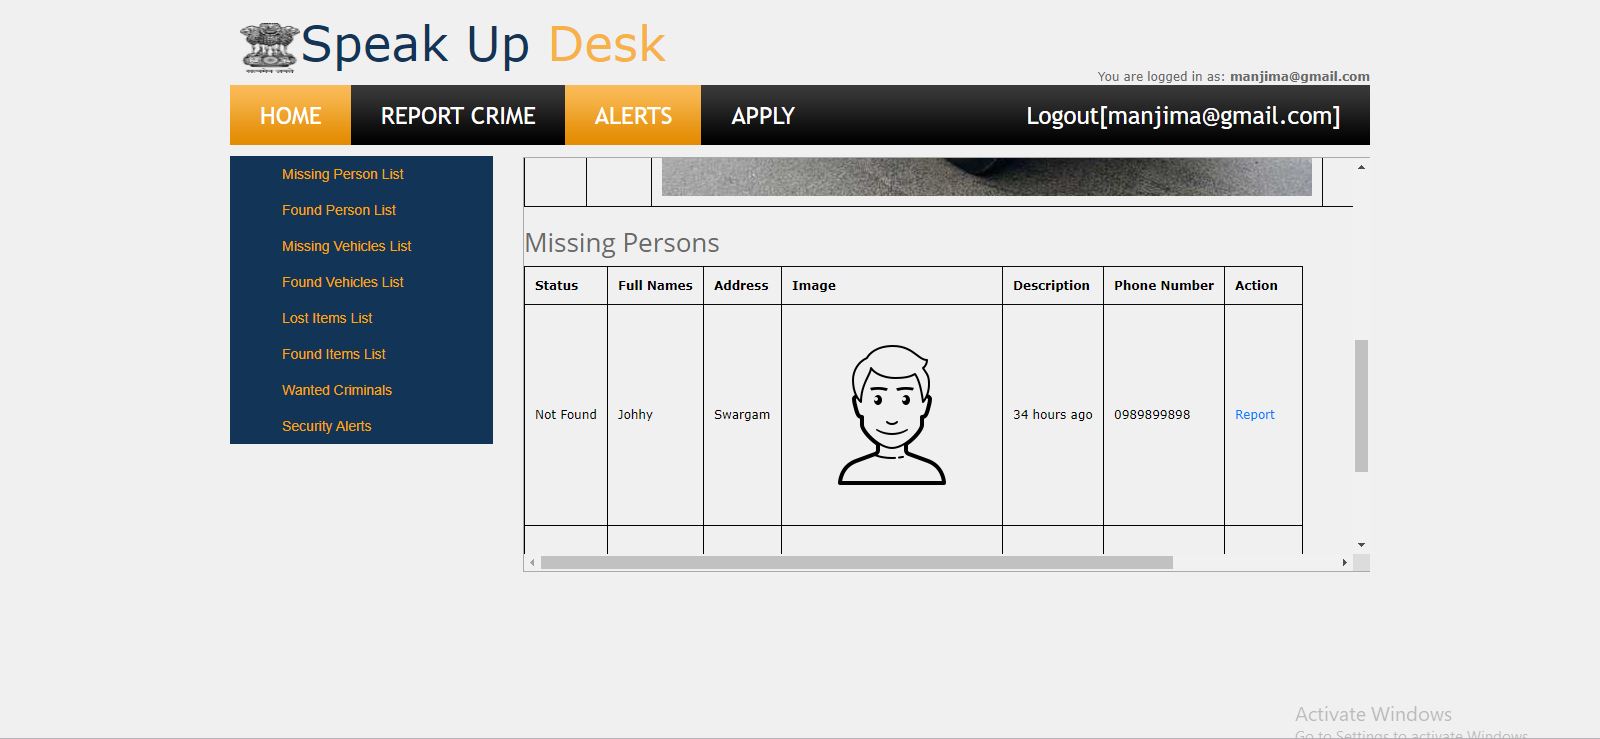 Speak Up Desk
You are logged in as: manjima@gmail.com
HOME REPORT CRIME ALERTS APPLY Logout[manjima@gmail.com]
Missing Person List
Found Person List
Missing Vehicles List
Found Vehicles List
Lost Items List
Found Items List
Wanted Criminals
Security Alerts
Missing Persons
Status Full Names Address Image Description Phone Number Action
Not Found Johhy Swargam 34 hours ago 0989899898 Report
Activate Windows
Go to Settings to activate Windows